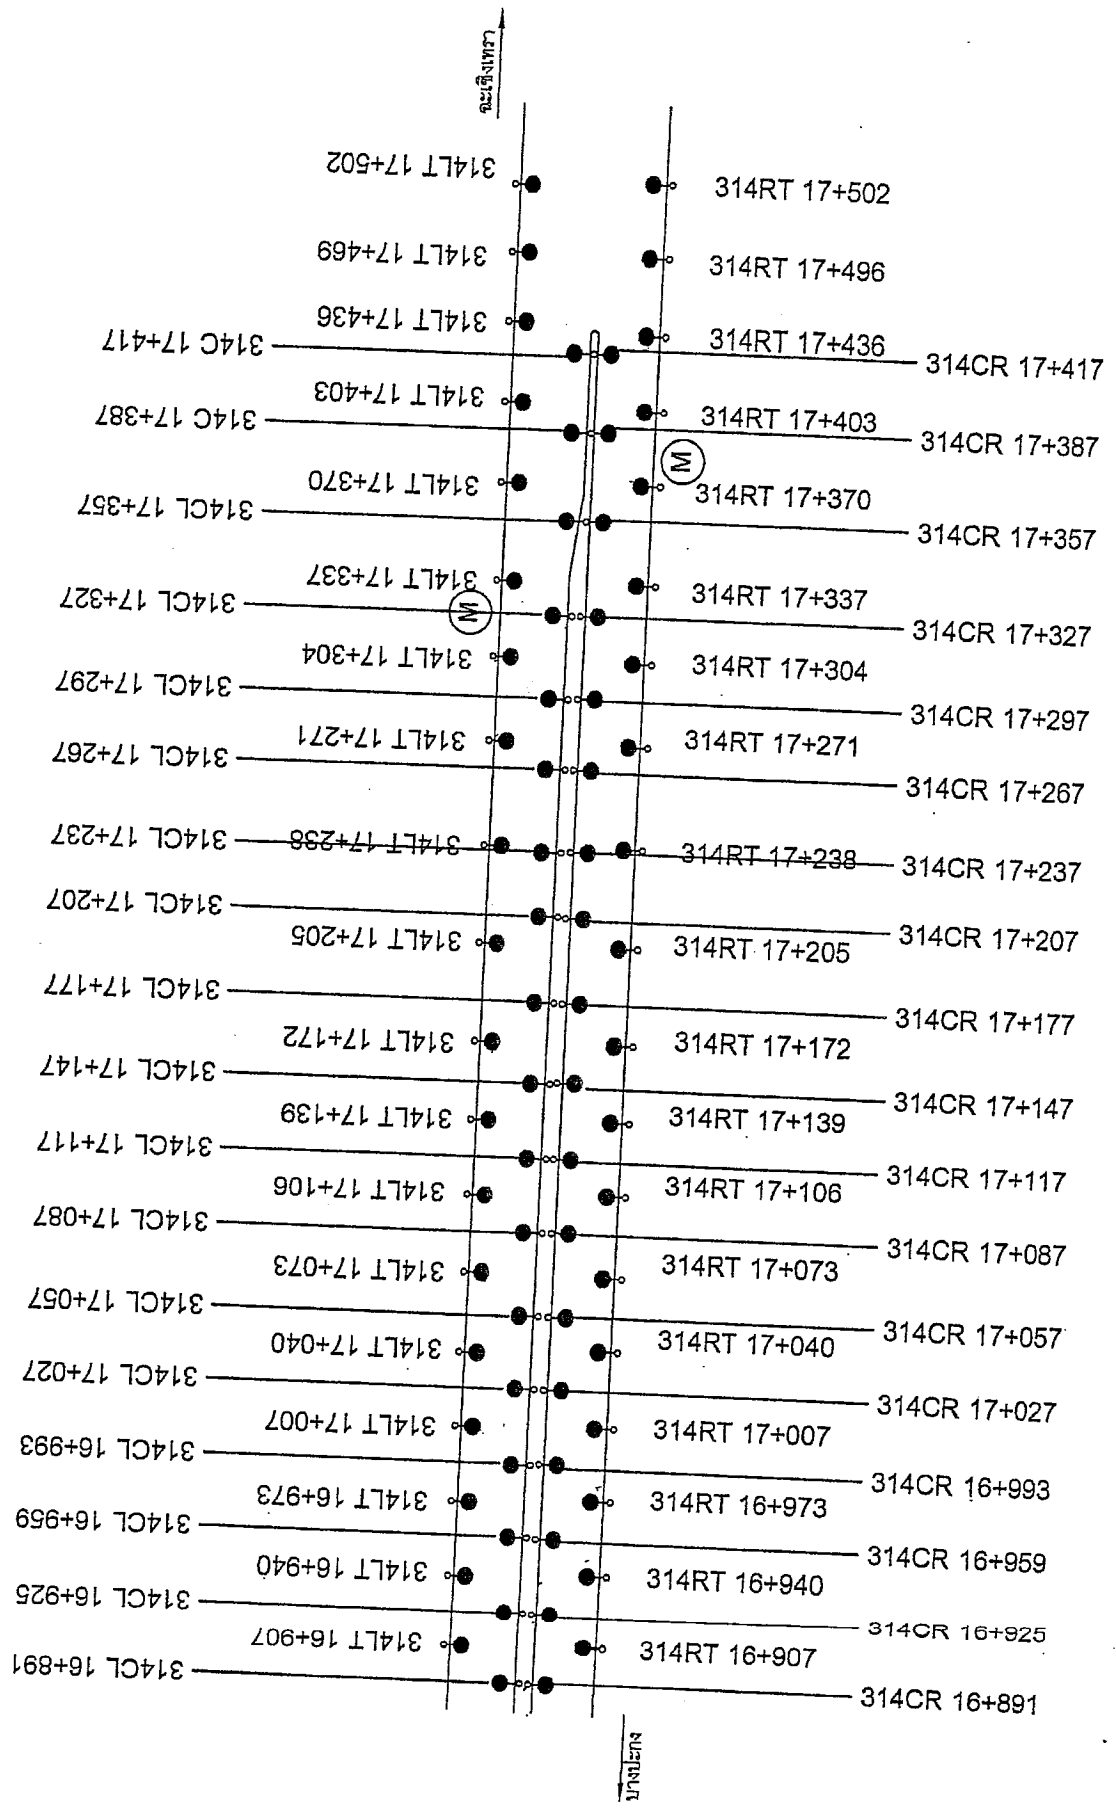 ฉะเชิงเทรา
314LT 17+502
314RT 17+502
314LT 17+469
314RT 17+496
314LT 17+436
314RT 17+436
314C 17+417
314CR 17+417
314LT 17+403
314RT 17+403
314C 17+387
314CR 17+387
M
314LT 17+370
314RT 17+370
314CL 17+357
314CR 17+357
314LT 17+337
314RT 17+337
314CL 17+327
M
314CR 17+327
314LT 17+304
314RT 17+304
314CL 17+297
314CR 17+297
314LT 17+271
314RT 17+271
314CL 17+267
314CR 17+267
314LT 17+238
314RT 17+238
314CL 17+237
314CR 17+237
314CL 17+207
314CR 17+207
314LT 17+205
314RT 17+205
314CL 17+177
314CR 17+177
314LT 17+172
314RT 17+172
314CL 17+147
314CR 17+147
314LT 17+139
314RT 17+139
314CL 17+117
314CR 17+117
314LT 17+106
314RT 17+106
314CL 17+087
314CR 17+087
314LT 17+073
314RT 17+073
314CL 17+057
314CR 17+057
314LT 17+040
314RT 17+040
314CL 17+027
314CR 17+027
314LT 17+007
314RT 17+007
314CL 16+993
314CR 16+993
314LT 16+973
314RT 16+973
314CL 16+959
314CR 16+959
314LT 16+940
314RT 16+940
314CL 16+925
314CR 16+925
314LT 16+907
314RT 16+907
314CL 16+891
314CR 16+891
บางปะกง